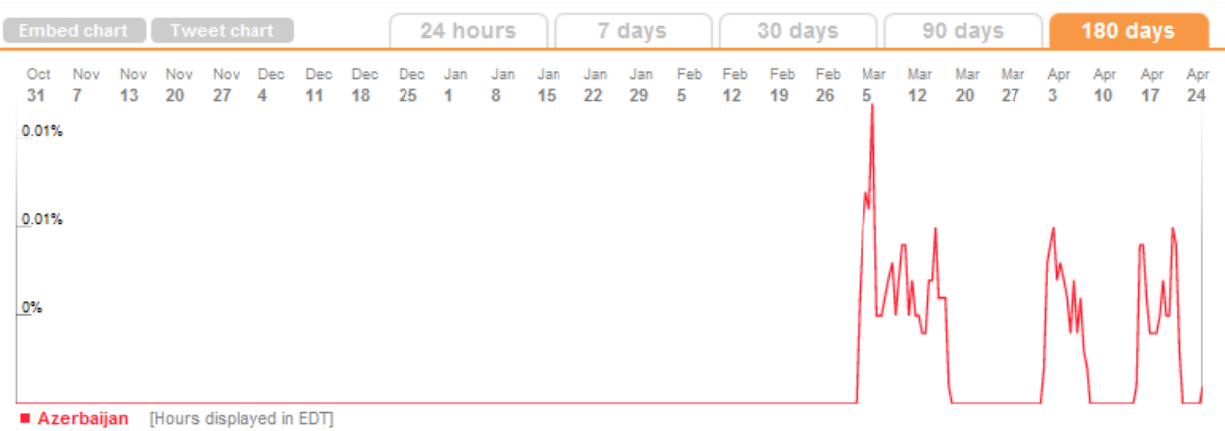 Embed chart Tweet chart 24 hours 7 days 30 days 90 days 180 days
Oct Nov Nov Nov Nov Dec Dec Dec Dec Jan Jan Jan Jan Jan Feb Feb Feb Feb Mar Mar Mar Mar Apr Apr Apr Apr
31 7 13 20 27 4 11 18 25 1 8 15 22 29 5 12 19 26 5 12 20 27 3 10 17 24
0.01%
0.01%
0%
Azerbaijan [Hours displayed in EDT]